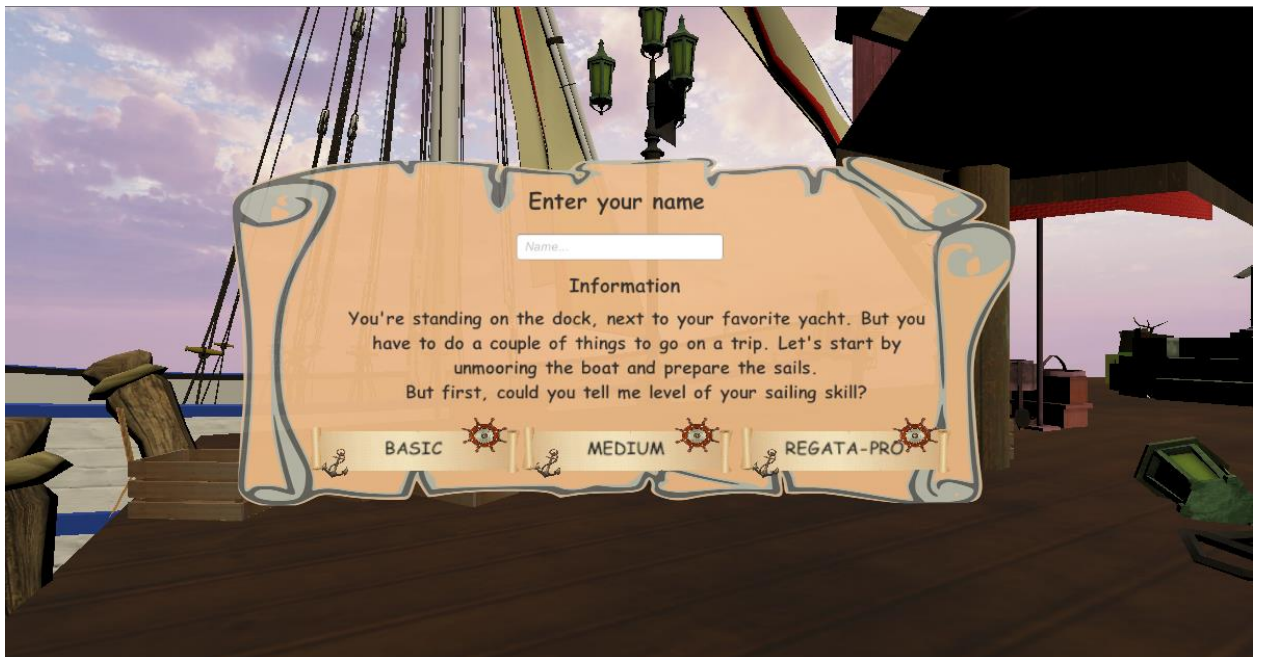 Enter your name
Name...
Information
You're standing on the dock, next to your favorite yacht. But you
have to do a couple of things to go on a trip. Let's start by
unmooring the boat and prepare the sails.
But first, could you tell me level of your sailing skill?
BASIC
MEDIUM
REGATA-PRO